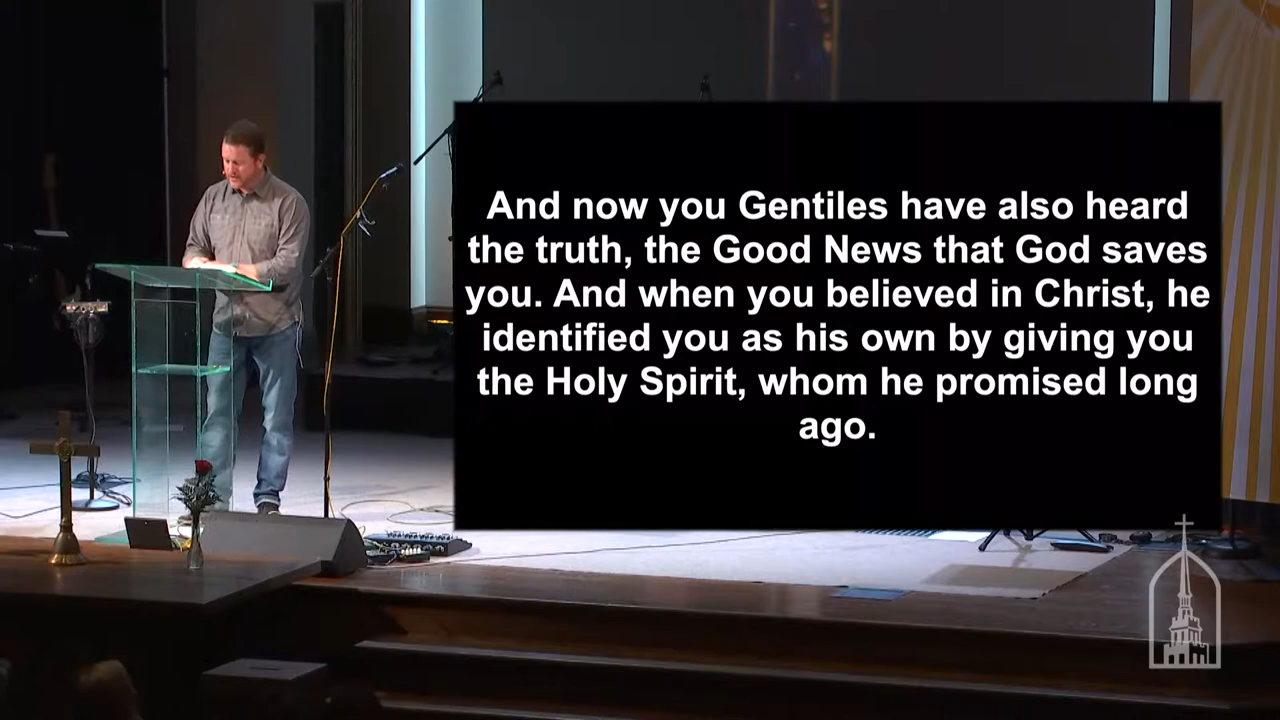 And now you Gentiles have also heard
the truth, the Good News that God saves
you. And when you believed in Christ, he
identified you as his own by giving you
the Holy Spirit, whom he promised long
ago.